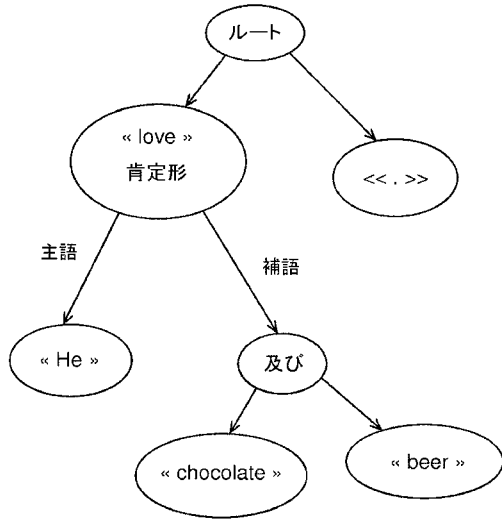 ルート
« love »
肯定形
<< . >>
主語
補語
« He »
及び
« chocolate »
« beer »